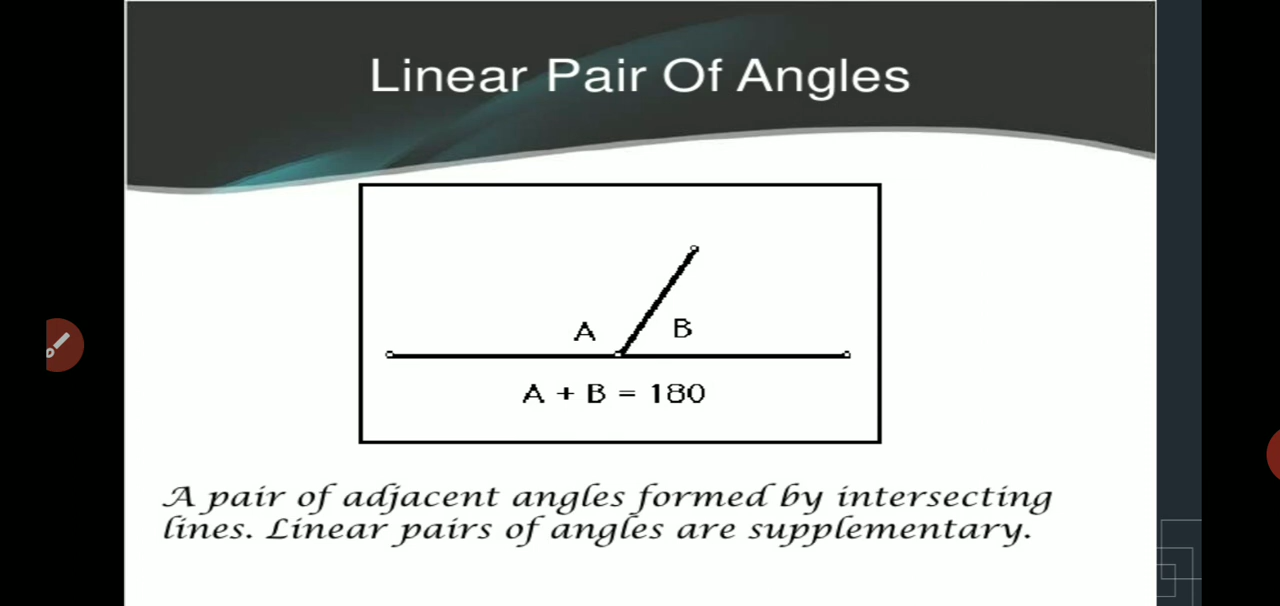 Linear Pair Of Angles
A B
A + B = 180
A pair of adjacent angles formed by intersecting
lines. Linear pairs of angles are supplementary.